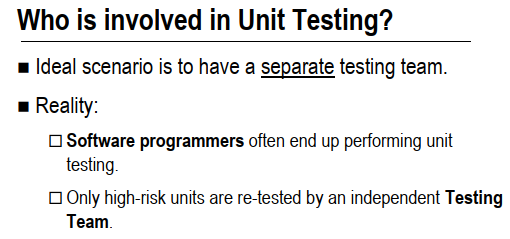 Who is involved in Unit Testing?
■ Ideal scenario is to have a separate testing team.
■ Reality:
□ Software programmers often end up performing unit
testing.
□ Only high-risk units are re-tested by an independent Testing
Team.